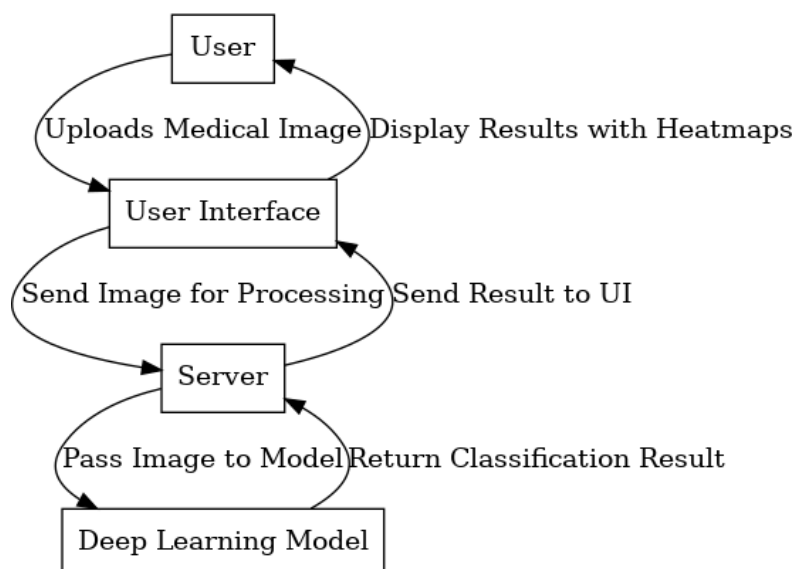 User
Uploads Medical Image
Display Results with Heatmaps
User Interface
Send Image for Processing
Send Result to UI
Server
Pass Image to Model
Return Classification Result
Deep Learning Model